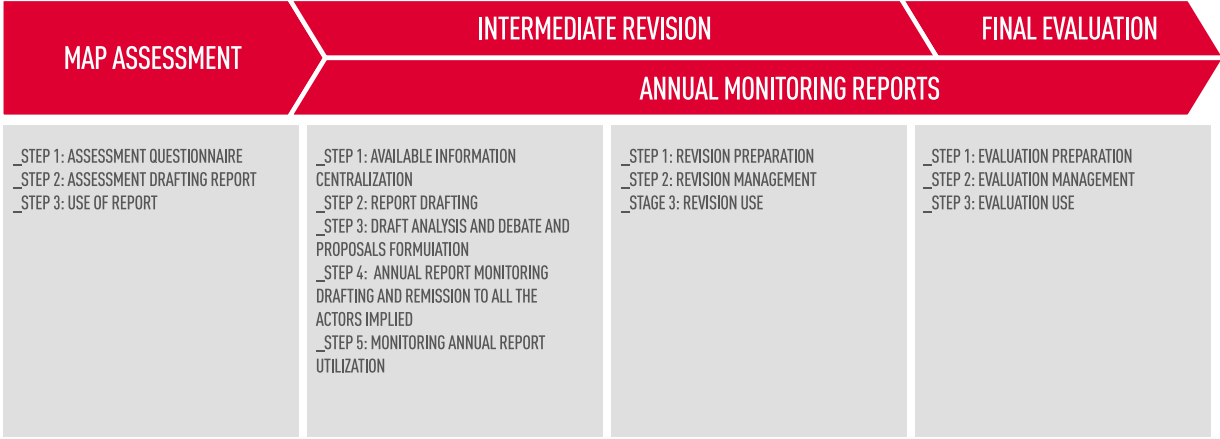 MAP ASSESSMENT
INTERMEDIATE REVISION
FINAL EVALUATION
ANNUAL MONITORING REPORTS
_STEP 1: ASSESSMENT QUESTIONNAIRE
_STEP 2: ASSESSMENT DRAFTING REPORT
_STEP 3: USE OF REPORT
_STEP 1: AVAILABLE INFORMATION
CENTRALIZATION
_STEP 2: REPORT DRAFTING
_STEP 3: DRAFT ANALYSIS AND DEBATE AND
PROPOSALS FORMUIATION
_STEP 4:  ANNUAL REPORT MONITORING
DRAFTING AND REMISSION TO ALL THE
ACTORS IMPLIED
_STEP 5: MONITORING ANNUAL REPORT
UTILIZATION
_STEP 1: REVISION PREPARATION
_STEP 2: REVISION MANAGEMENT
_STAGE 3: REVISION USE
_STEP 1: EVALUATION PREPARATION
_STEP 2: EVALUATION MANAGEMENT
_STEP 3: EVALUATION USE